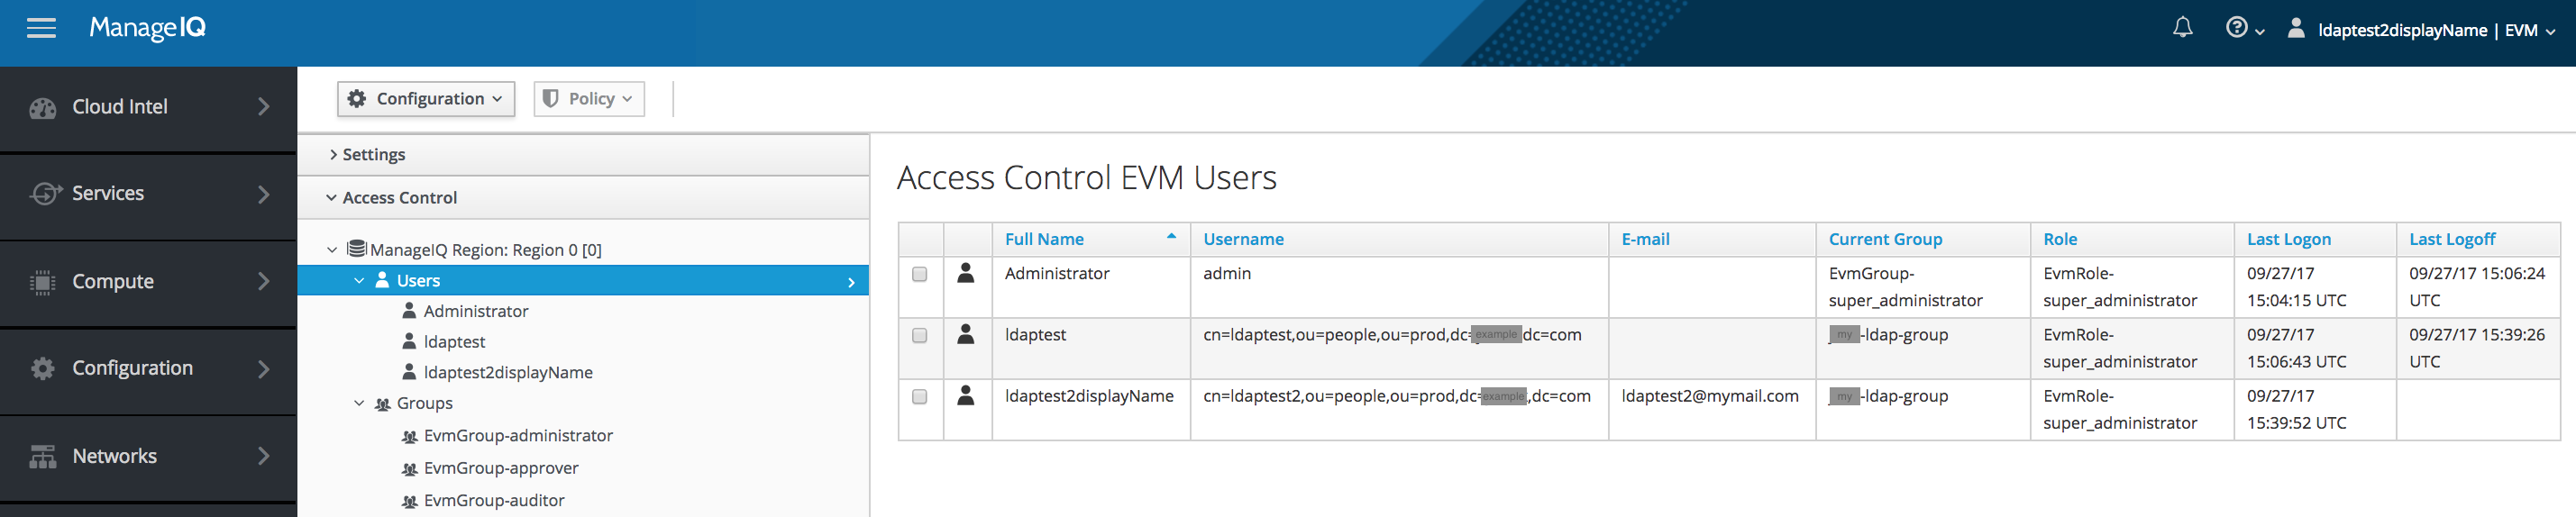 ManageIQ
ldaptest2displayName | EVM
Cloud Intel
Services
Compute
Configuration
Networks
Configuration
Policy
Settings
Access Control
ManageIQ Region: Region 0 [0]
Users
Administrator
ldaptest
ldaptest2displayName
Groups
EvmGroup-administrator
EvmGroup-approver
EvmGroup-auditor
Access Control EVM Users
Full Name Username E-mail Current Group Role Last Logon Last Logoff
Administrator admin EvmGroup- EvmRole- 09/27/17 09/27/17 15:06:24
super_administrator super_administrator 15:04:15 UTC UTC
ldaptest cn=ldaptest,ou=people,ou=prod,dc=example dc=com my-ldap-group EvmRole- 09/27/17 09/27/17 15:39:26
super_administrator 15:06:43 UTC UTC
ldaptest2displayName cn=ldaptest2,ou=people,ou=prod,dc=example,dc=com ldaptest2@mymail.com my-ldap-group EvmRole- 09/27/17
super_administrator 15:39:52 UTC